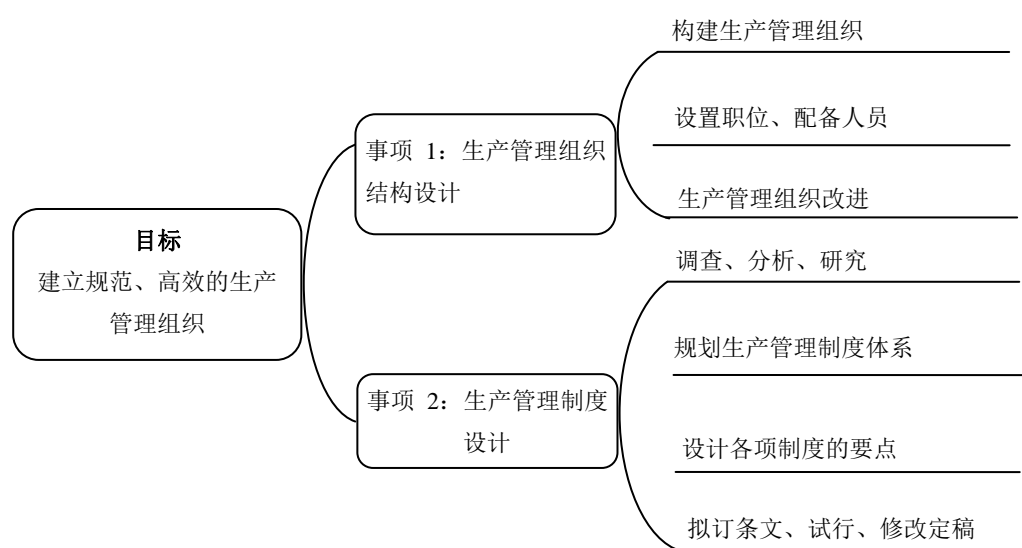 目标
建立规范、高效的生产
管理组织
事项 1：生产管理组织
结构设计
构建生产管理组织
设置职位、配备人员
生产管理组织改进
事项 2：生产管理制度
设计
调查、分析、研究
规划生产管理制度体系
设计各项制度的要点
拟订条文、试行、修改定稿